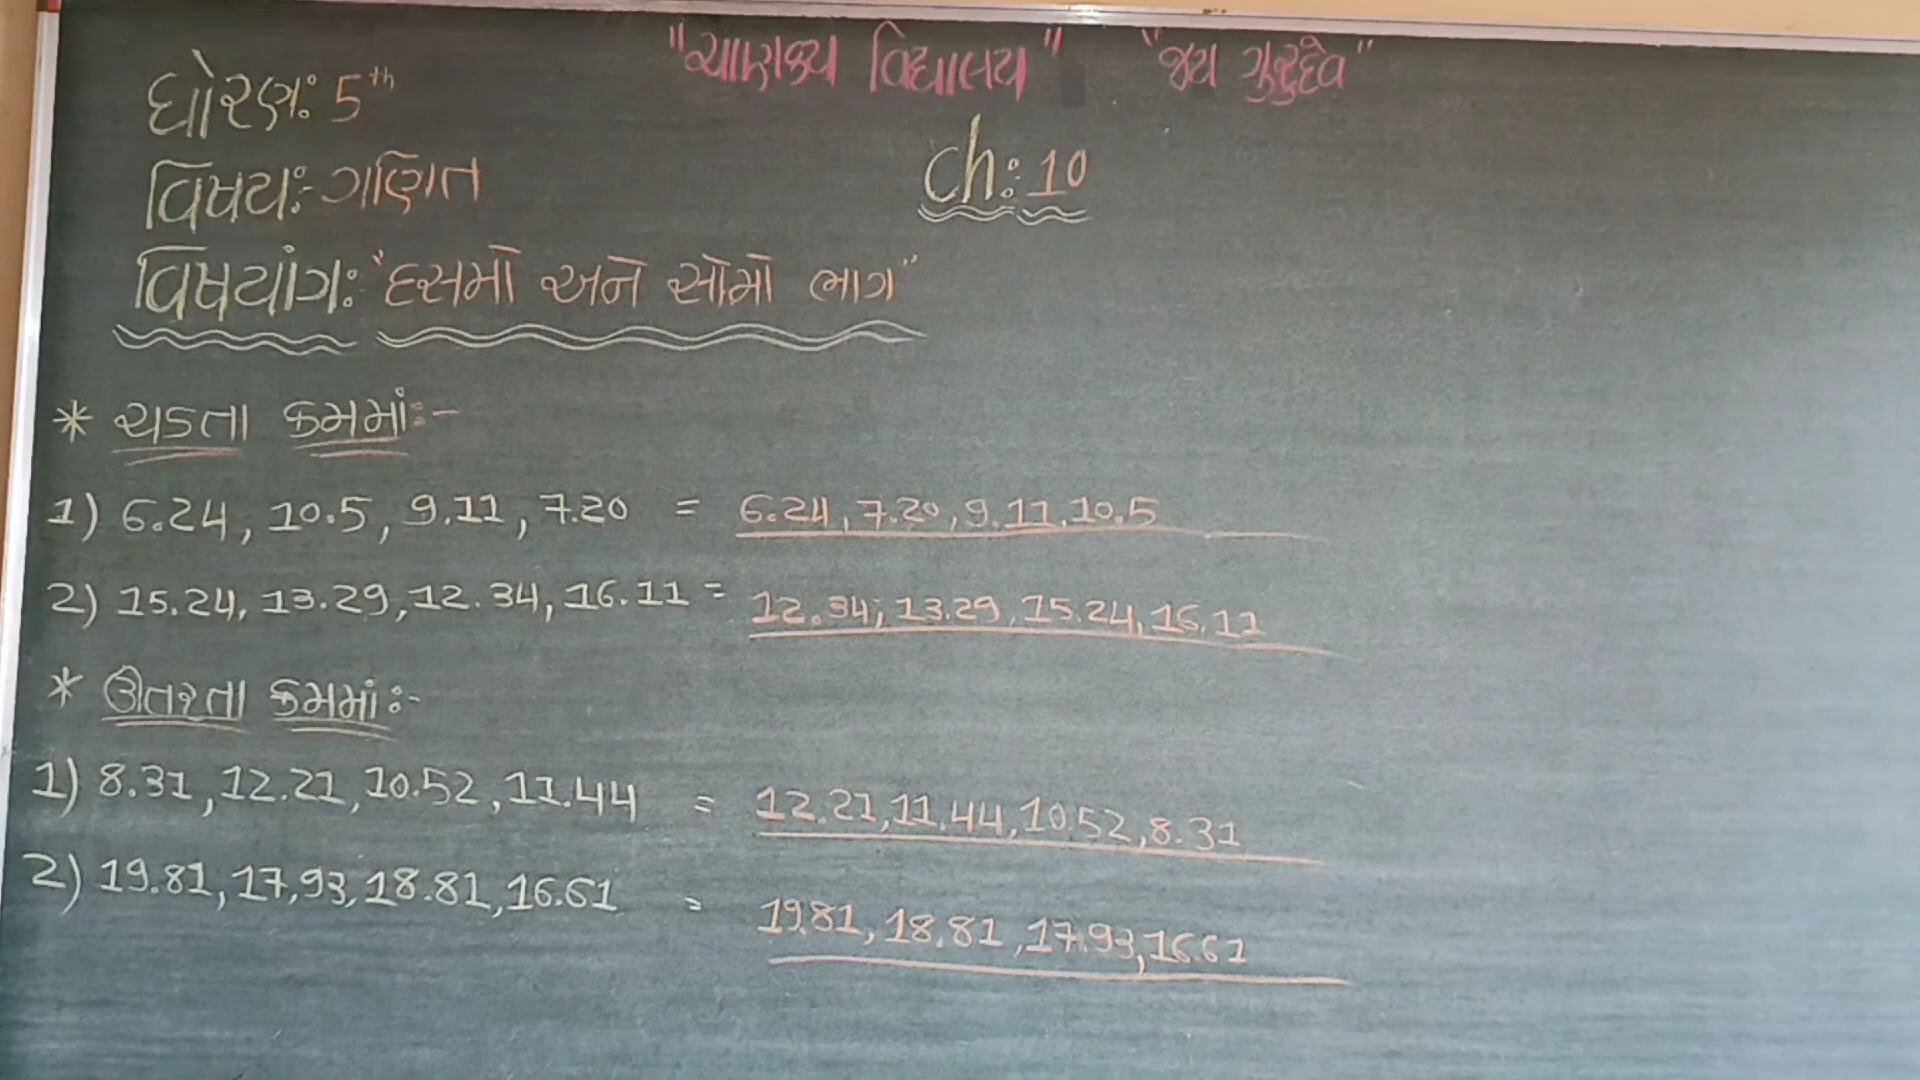 "ચાણક્ય વિદ્યાલય" "જય ગુરુદેવ"
ધોરણ: 5th
વિષય:- ગણિત
ch: 10
વિષયાંગ: "દસમો અને સોમો ભાગ"
* ચડતા ક્રમમાં:-
1) 6.24, 10.5, 9.11, 7.20 = 6.24, 7.20, 9.11, 10.5
2) 15.24, 13.29, 12.34, 16.11 = 12.34, 13.29, 15.24, 16.11
* ઊતરતા ક્રમમાં:-
1) 8.31, 12.21, 10.52, 11.44 = 12.21, 11.44, 10.52, 8.31
2) 19.81, 17.93, 18.81, 16.61 = 19.81, 18.81, 17.93, 16.61